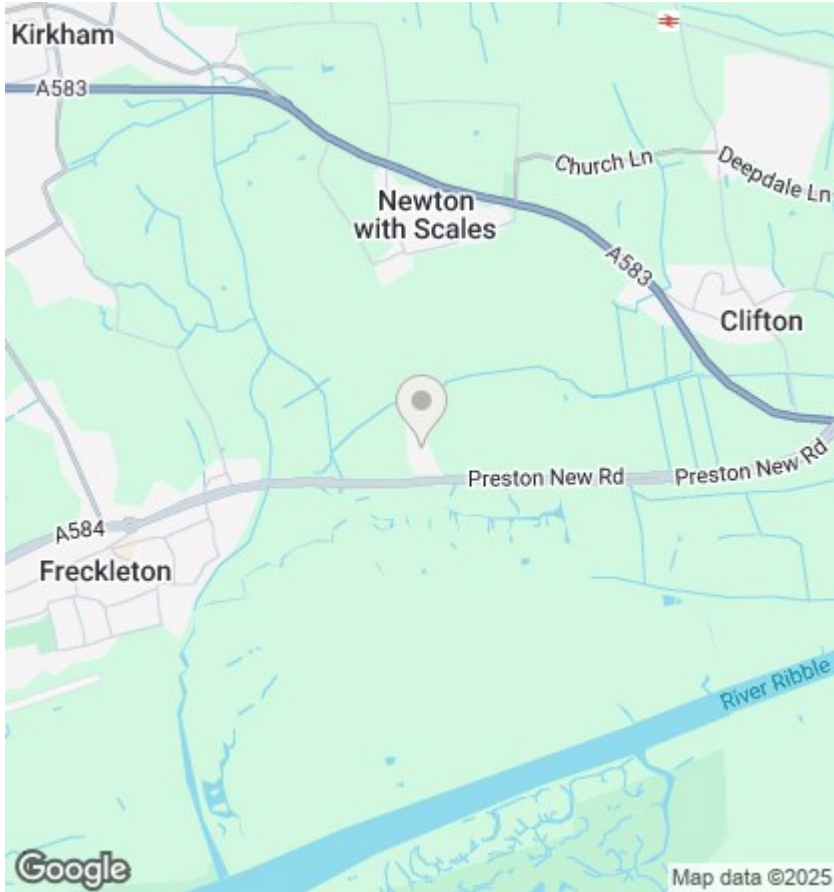 Kirkham
A583
Church Ln
Deepdale Ln
Newton
with Scales
A583
Clifton
Preston New Rd
Preston New Rd
A584
Freckleton
River Ribble
Google
Map data ©2025